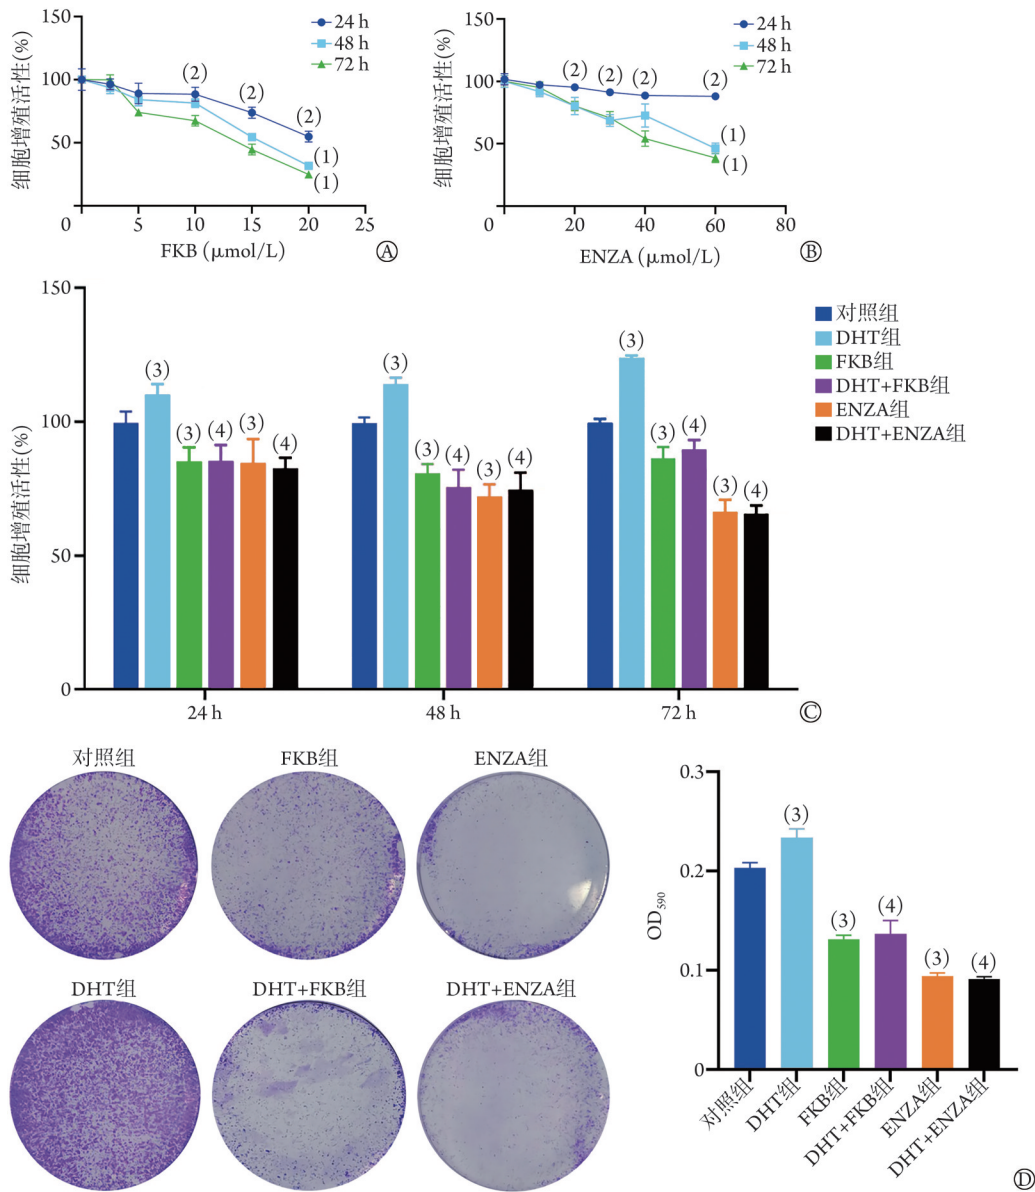 细胞增殖活性(%)
150
100
50
0
5
10
15
20
25
24 h
48 h
72 h
(2)
(2)
(2)
(1)
(1)
FKB (μmol/L)
Ⓐ
细胞增殖活性(%)
150
100
50
0
20
40
60
80
24 h
48 h
72 h
(2) (2) (2) (2)
(1)
(1)
ENZA (μmol/L)
Ⓑ
细胞增殖活性(%)
150
100
50
0
(3)
(3) (4) (3) (4)
(3)
(3) (4) (3) (4)
(3)
(3) (4) (3) (4)
24 h
48 h
72 h
对照组
DHT组
FKB组
DHT+FKB组
ENZA组
DHT+ENZA组
Ⓒ
对照组 FKB组 ENZA组
DHT组 DHT+FKB组 DHT+ENZA组
OD590
0.3
0.2
0.1
0
(3)
(3)
(4)
(3)
(4)
对照组
DHT组
FKB组
DHT+FKB组
ENZA组
DHT+ENZA组
Ⓓ